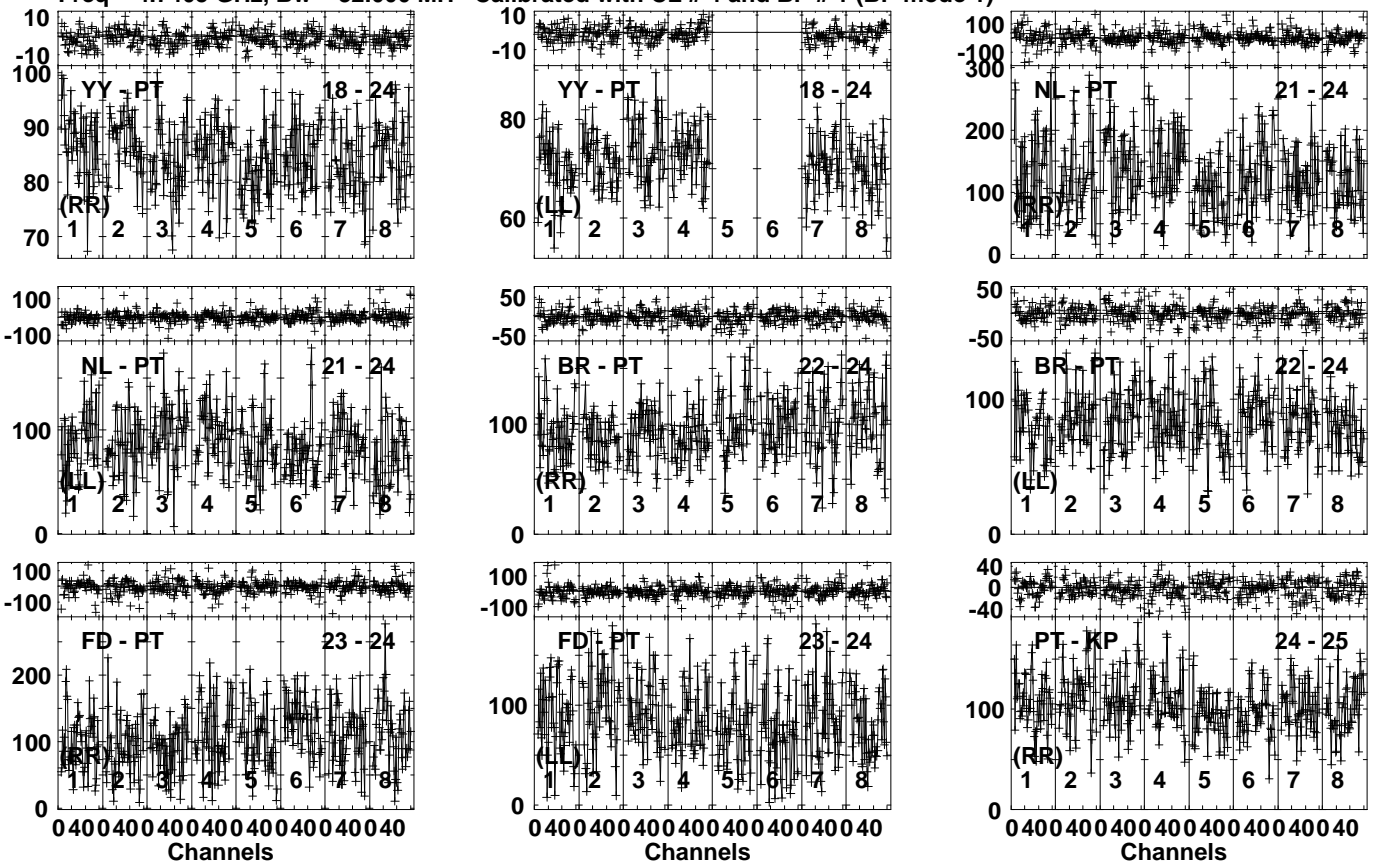 10
-10
100
90
80
70
YY - PT 18 - 24
(RR)
1 2 3 4 5 6 7 8
10
-10
80
60
YY - PT 18 - 24
(LL)
1 2 3 4 5 6 7 8
100
-100
300
200
100
0
NL - PT 21 - 24
(RR)
1 2 3 4 5 6 7 8
100
-100
100
0
NL - PT 21 - 24
(LL)
1 2 3 4 5 6 7 8
50
-50
100
0
BR - PT 22 - 24
(RR)
1 2 3 4 5 6 7 8
50
-50
100
0
BR - PT 22 - 24
(LL)
1 2 3 4 5 6 7 8
100
-100
200
100
0
FD - PT 23 - 24
(RR)
1 2 3 4 5 6 7 8
0 40 0 40 0 40 0 40 0 40 0 40 0 40 0 40
Channels
100
-100
100
0
FD - PT 23 - 24
(LL)
1 2 3 4 5 6 7 8
0 40 0 40 0 40 0 40 0 40 0 40 0 40 0 40
Channels
40
0
-40
100
0
PT - KP 24 - 25
(RR)
1 2 3 4 5 6 7 8
0 40 0 40 0 40 0 40 0 40 0 40 0 40 0 40
Channels